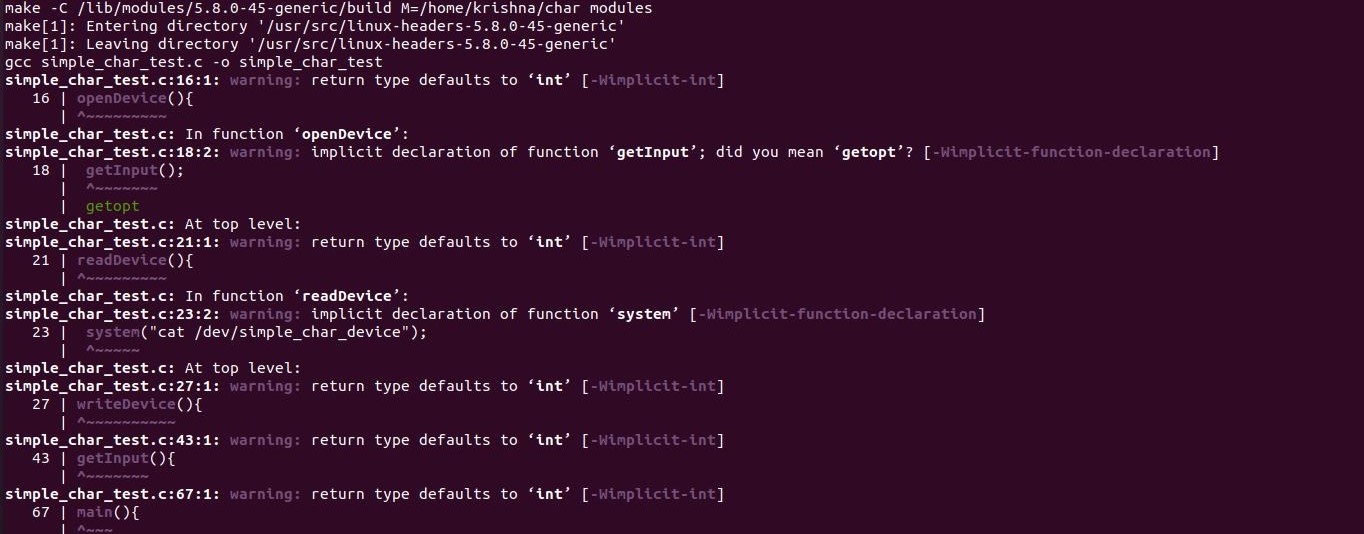 make -C /lib/modules/5.8.0-45-generic/build M=/home/krishna/char modules
make[1]: Entering directory '/usr/src/linux-headers-5.8.0-45-generic'
make[1]: Leaving directory '/usr/src/linux-headers-5.8.0-45-generic'
gcc simple_char_test.c -o simple_char_test
simple_char_test.c:16:1: warning: return type defaults to ‘int’ [-Wimplicit-int]
   16 | openDevice(){
      | ^~~~~~~~~~
simple_char_test.c: In function ‘openDevice’:
simple_char_test.c:18:2: warning: implicit declaration of function ‘getInput’; did you mean ‘getopt’? [-Wimplicit-function-declaration]
   18 |  getInput();
      |  ^~~~~~~~
      |  getopt
simple_char_test.c: At top level:
simple_char_test.c:21:1: warning: return type defaults to ‘int’ [-Wimplicit-int]
   21 | readDevice(){
      | ^~~~~~~~~~
simple_char_test.c: In function ‘readDevice’:
simple_char_test.c:23:2: warning: implicit declaration of function ‘system’ [-Wimplicit-function-declaration]
   23 |  system("cat /dev/simple_char_device");
      |  ^~~~~~
simple_char_test.c: At top level:
simple_char_test.c:27:1: warning: return type defaults to ‘int’ [-Wimplicit-int]
   27 | writeDevice(){
      | ^~~~~~~~~~~
simple_char_test.c:43:1: warning: return type defaults to ‘int’ [-Wimplicit-int]
   43 | getInput(){
      | ^~~~~~~~
simple_char_test.c:67:1: warning: return type defaults to ‘int’ [-Wimplicit-int]
   67 | main(){
      | ^~~~